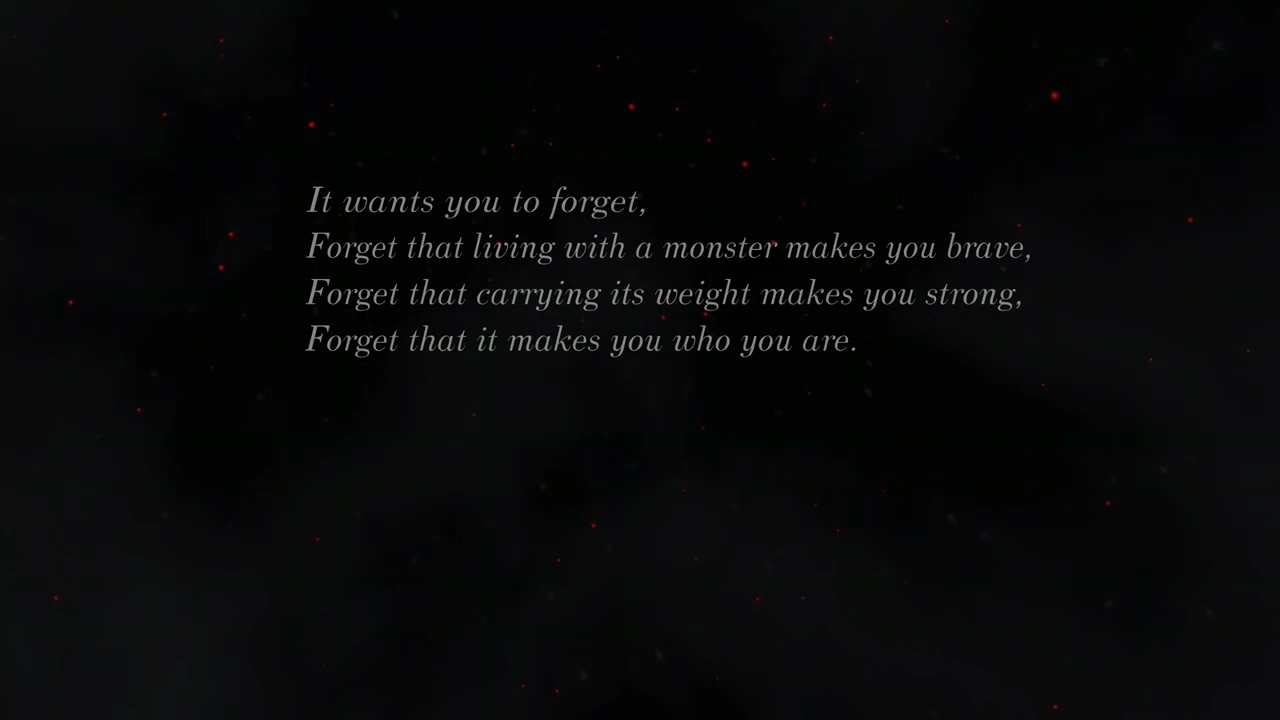 It wants you to forget,
Forget that living with a monster makes you brave,
Forget that carrying its weight makes you strong,
Forget that it makes you who you are.